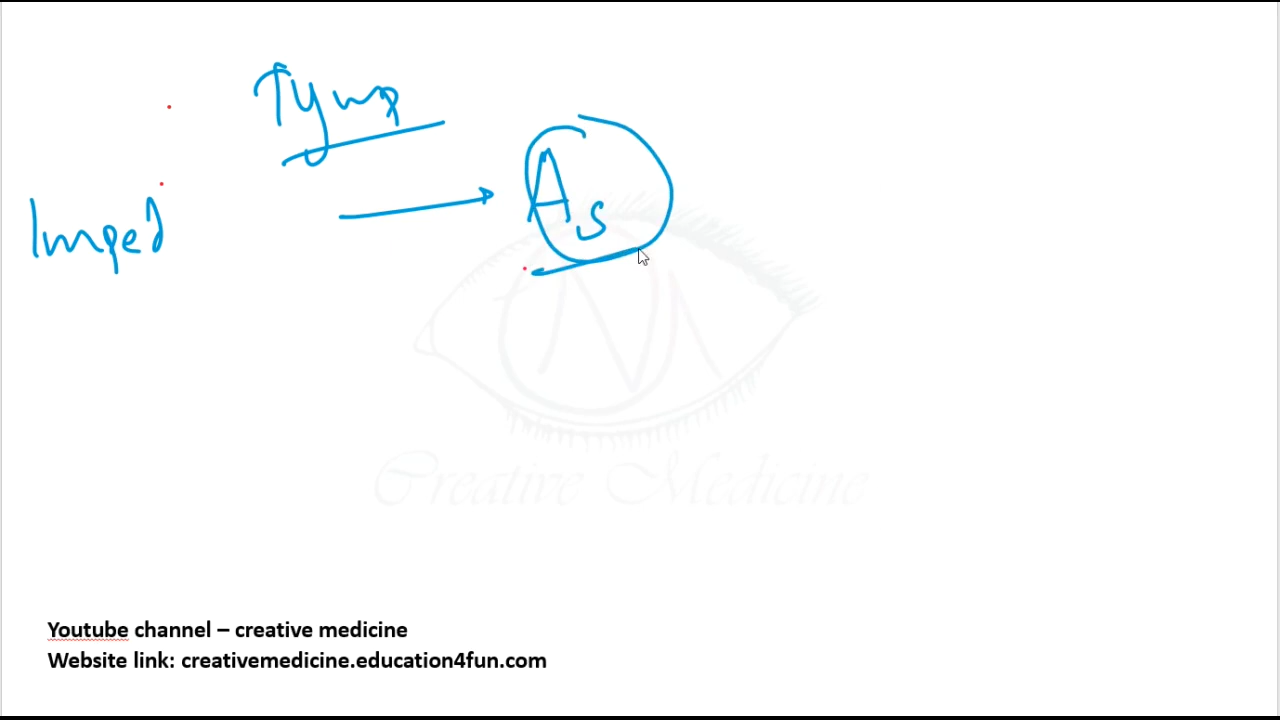 Tymp
As
Imped
Creative Medicine
Youtube channel – creative medicine
Website link: creativemedicine.education4fun.com